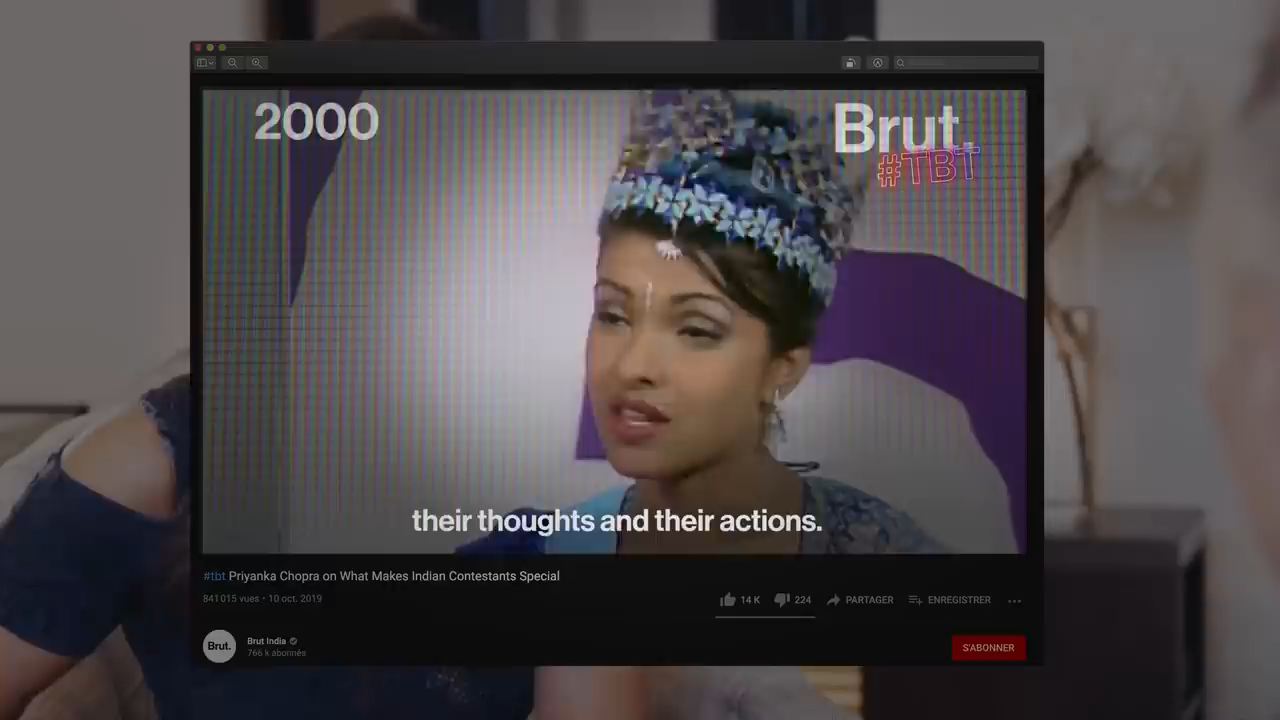 2000
Brut.
#TBT
their thoughts and their actions.
#tbt Priyanka Chopra on What Makes Indian Contestants Special
841 015 vues • 10 oct. 2019
14 K
224
PARTAGER
ENREGISTRER
Brut.
Brut India
766 k abonnés
S'ABONNER